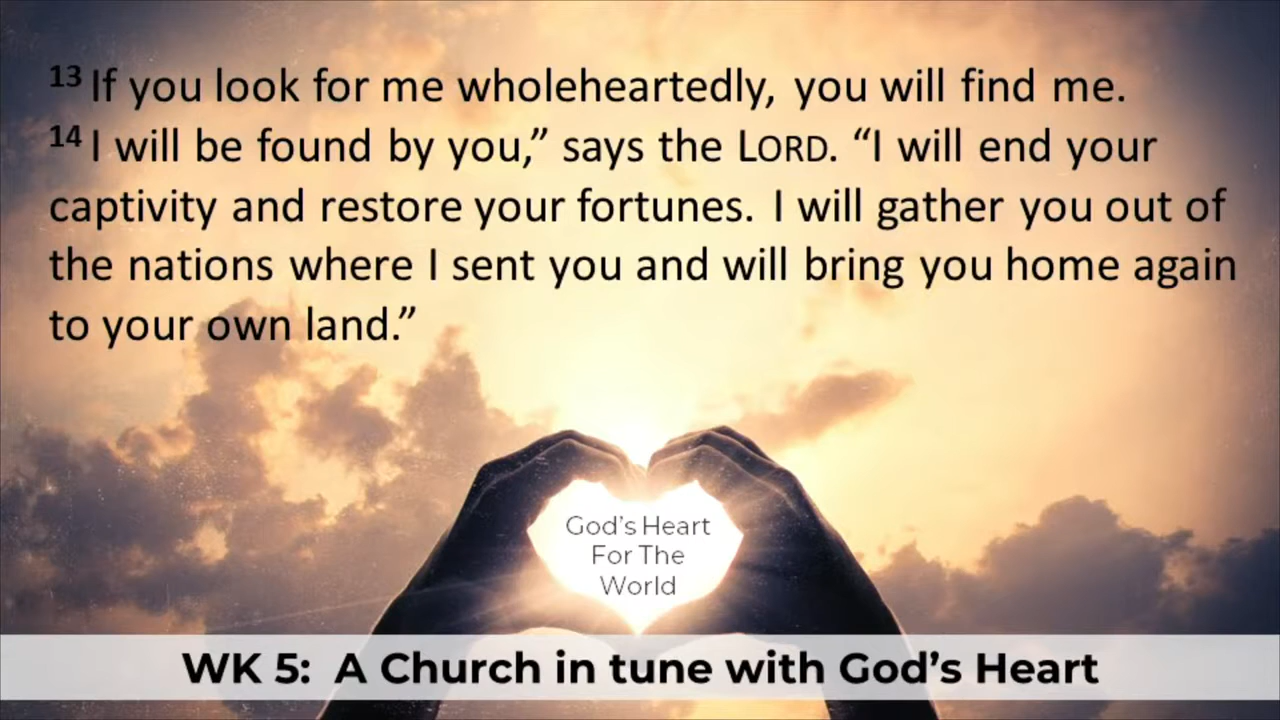 ¹³ If you look for me wholeheartedly, you will find me.
¹⁴ I will be found by you,” says the LORD. “I will end your
captivity and restore your fortunes. I will gather you out of
the nations where I sent you and will bring you home again
to your own land.”
God’s Heart
For The
World
WK 5: A Church in tune with God’s Heart